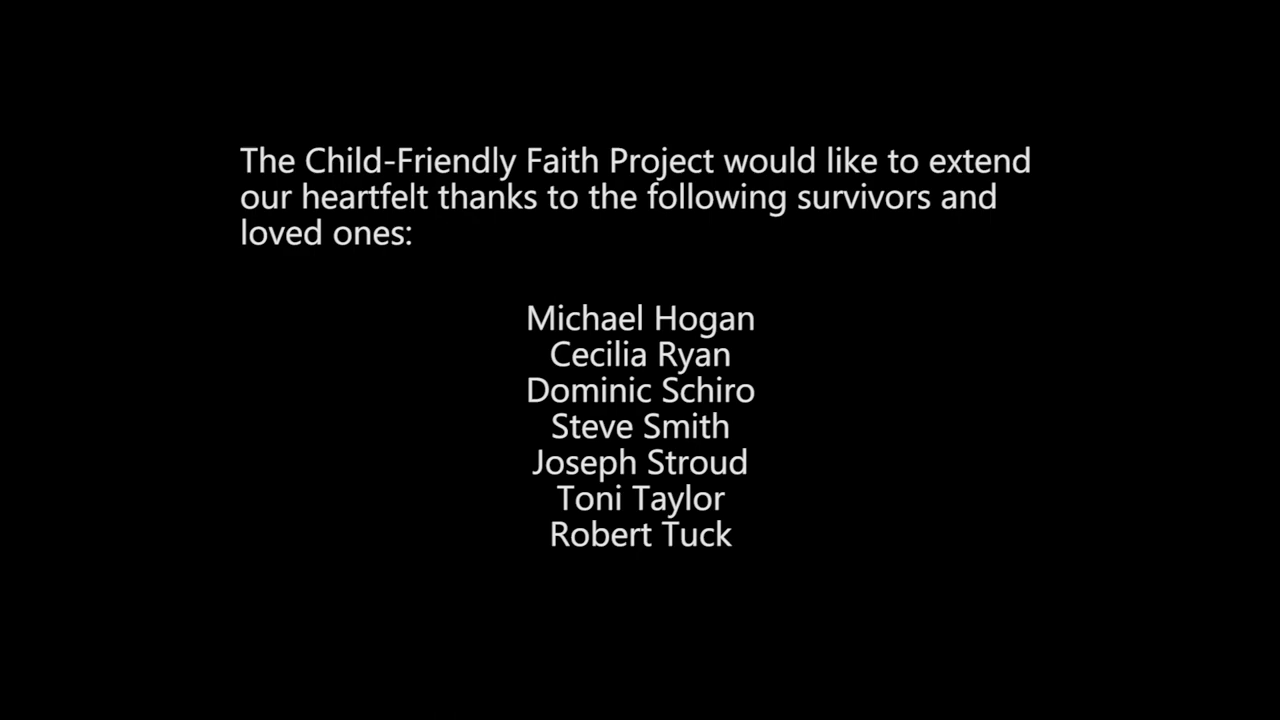 The Child-Friendly Faith Project would like to extend
our heartfelt thanks to the following survivors and
loved ones:
Michael Hogan
Cecilia Ryan
Dominic Schiro
Steve Smith
Joseph Stroud
Toni Taylor
Robert Tuck